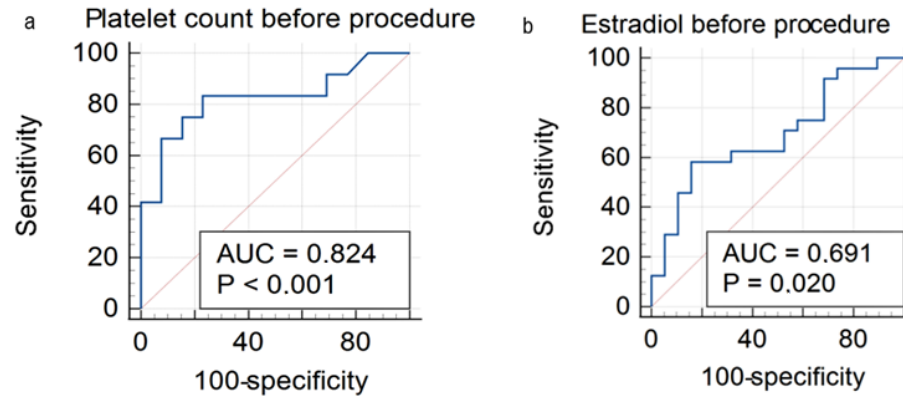 a Platelet count before procedure
100
80
60
40
20
0
Sensitivity
AUC = 0.824
P < 0.001
0 40 80
100-specificity
b Estradiol before procedure
100
80
60
40
20
0
Sensitivity
AUC = 0.691
P = 0.020
0 40 80
100-specificity